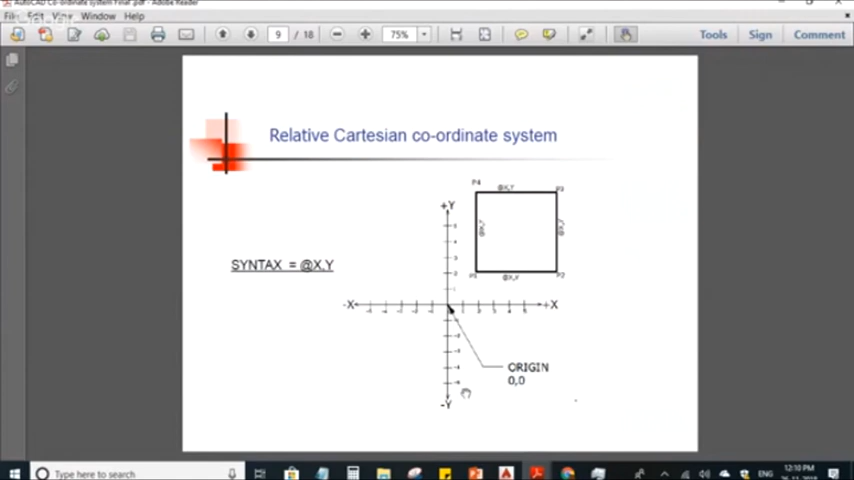 AutoCAD Co-ordinate system Final .pdf - Adobe Reader
File Edit View Window Help
9 / 18
75%
Tools
Sign
Comment
Relative Cartesian co-ordinate system
SYNTAX = @X,Y
P4
@X,Y
P3
+Y
@X,Y
@X,Y
P1
@X,Y
P2
-X
+X
ORIGIN
0,0
-Y
Type here to search
ENG
12:10 PM